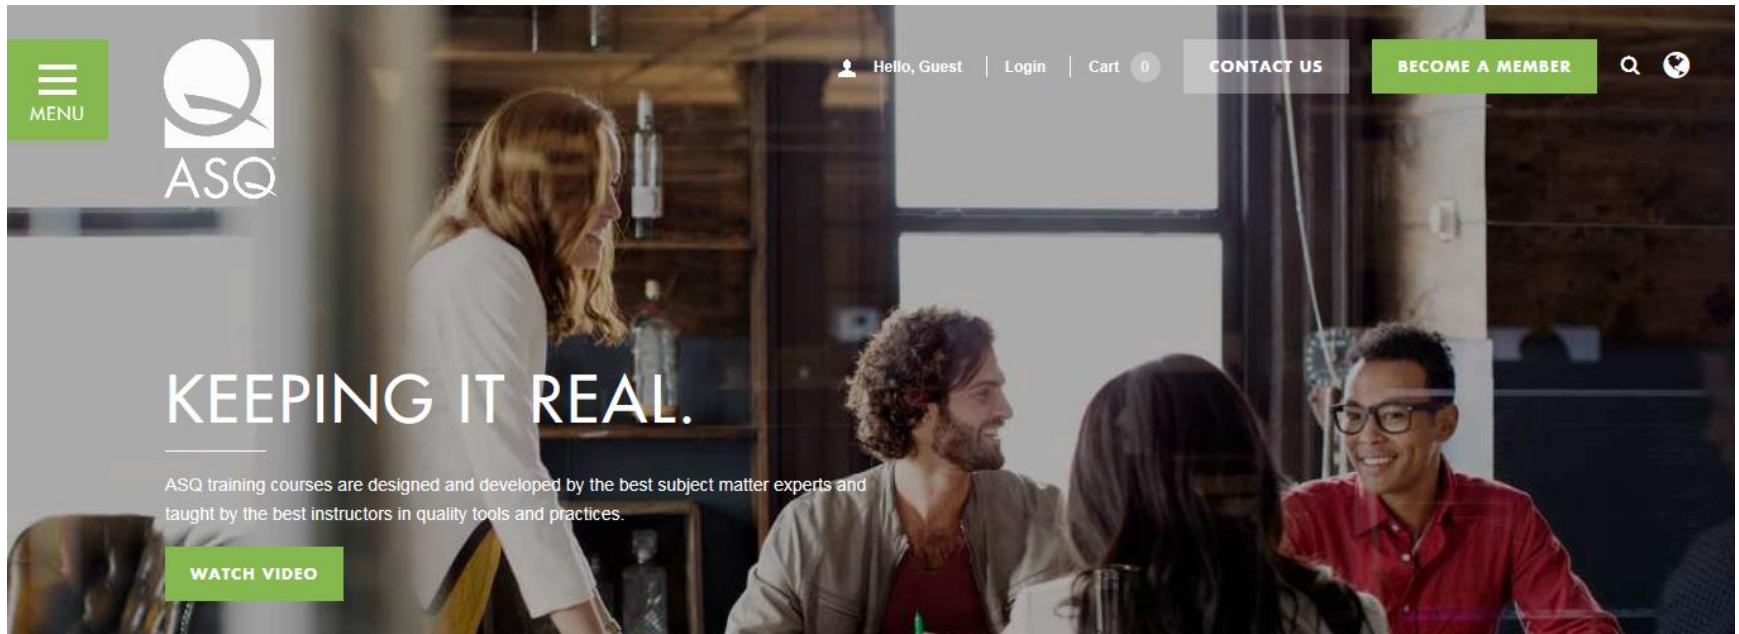 MENU
ASQ
Hello, Guest
Login
Cart 0
CONTACT US
BECOME A MEMBER
KEEPING IT REAL.
ASQ training courses are designed and developed by the best subject matter experts and
taught by the best instructors in quality tools and practices.
WATCH VIDEO